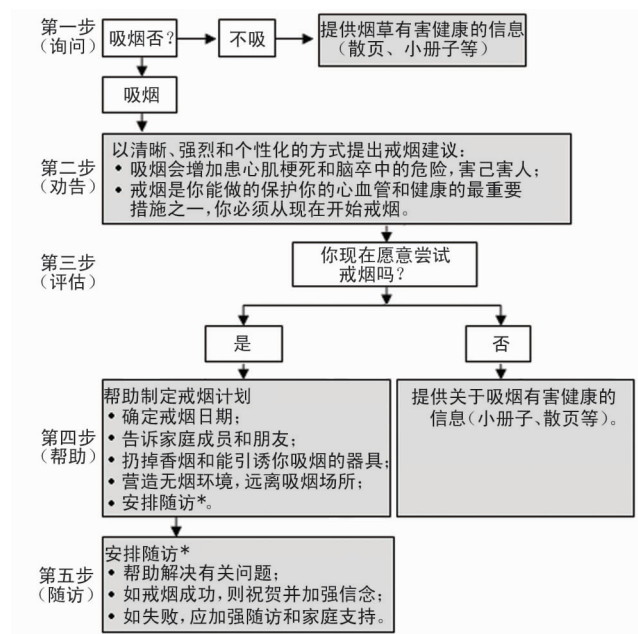 第一步
（询问）
吸烟否?
不吸
提供烟草有害健康的信息
（散页、小册子等）
吸烟
第二步
（劝告）
以清晰、强烈和个性化的方式提出戒烟建议:
• 吸烟会增加患心肌梗死和脑卒中的危险,害己害人;
• 戒烟是你能做的保护你的心血管和健康的最重要
措施之一,你必须从现在开始戒烟。
第三步
（评估）
你现在愿意尝试
戒烟吗?
是
否
第四步
（帮助）
帮助制定戒烟计划
• 确定戒烟日期;
• 告诉家庭成员和朋友;
• 扔掉香烟和能引诱你吸烟的器具;
• 营造无烟环境,远离吸烟场所;
• 安排随访*。
提供关于吸烟有害健康的
信息(小册子、散页等)。
第五步
（随访）
安排随访*
• 帮助解决有关问题;
• 如戒烟成功,则祝贺并加强信念;
• 如失败,应加强随访和家庭支持。